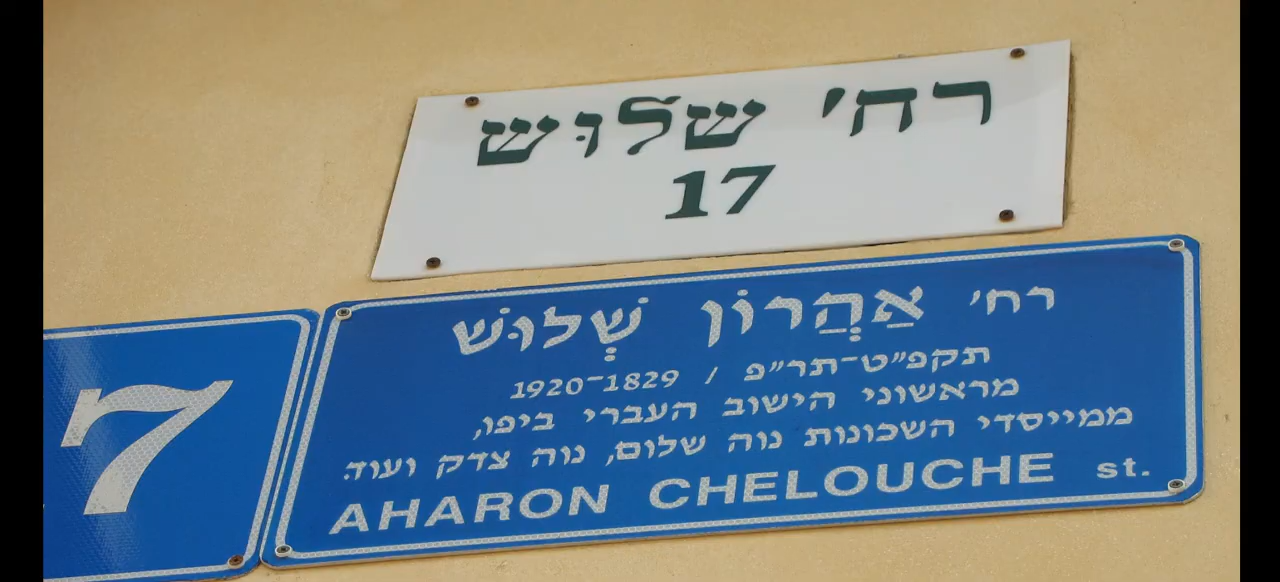 רח' שלוּש
17
רח' אַהֲרוֹן שְׁלוּשׁ
תקפ"ט-תר"פ / 1829-1920
מראשוני הישוב העברי ביפו,
ממייסדי השכונות נוה שלום, נוה צדק ועוד.
AHARON CHELOUCHE st.
7